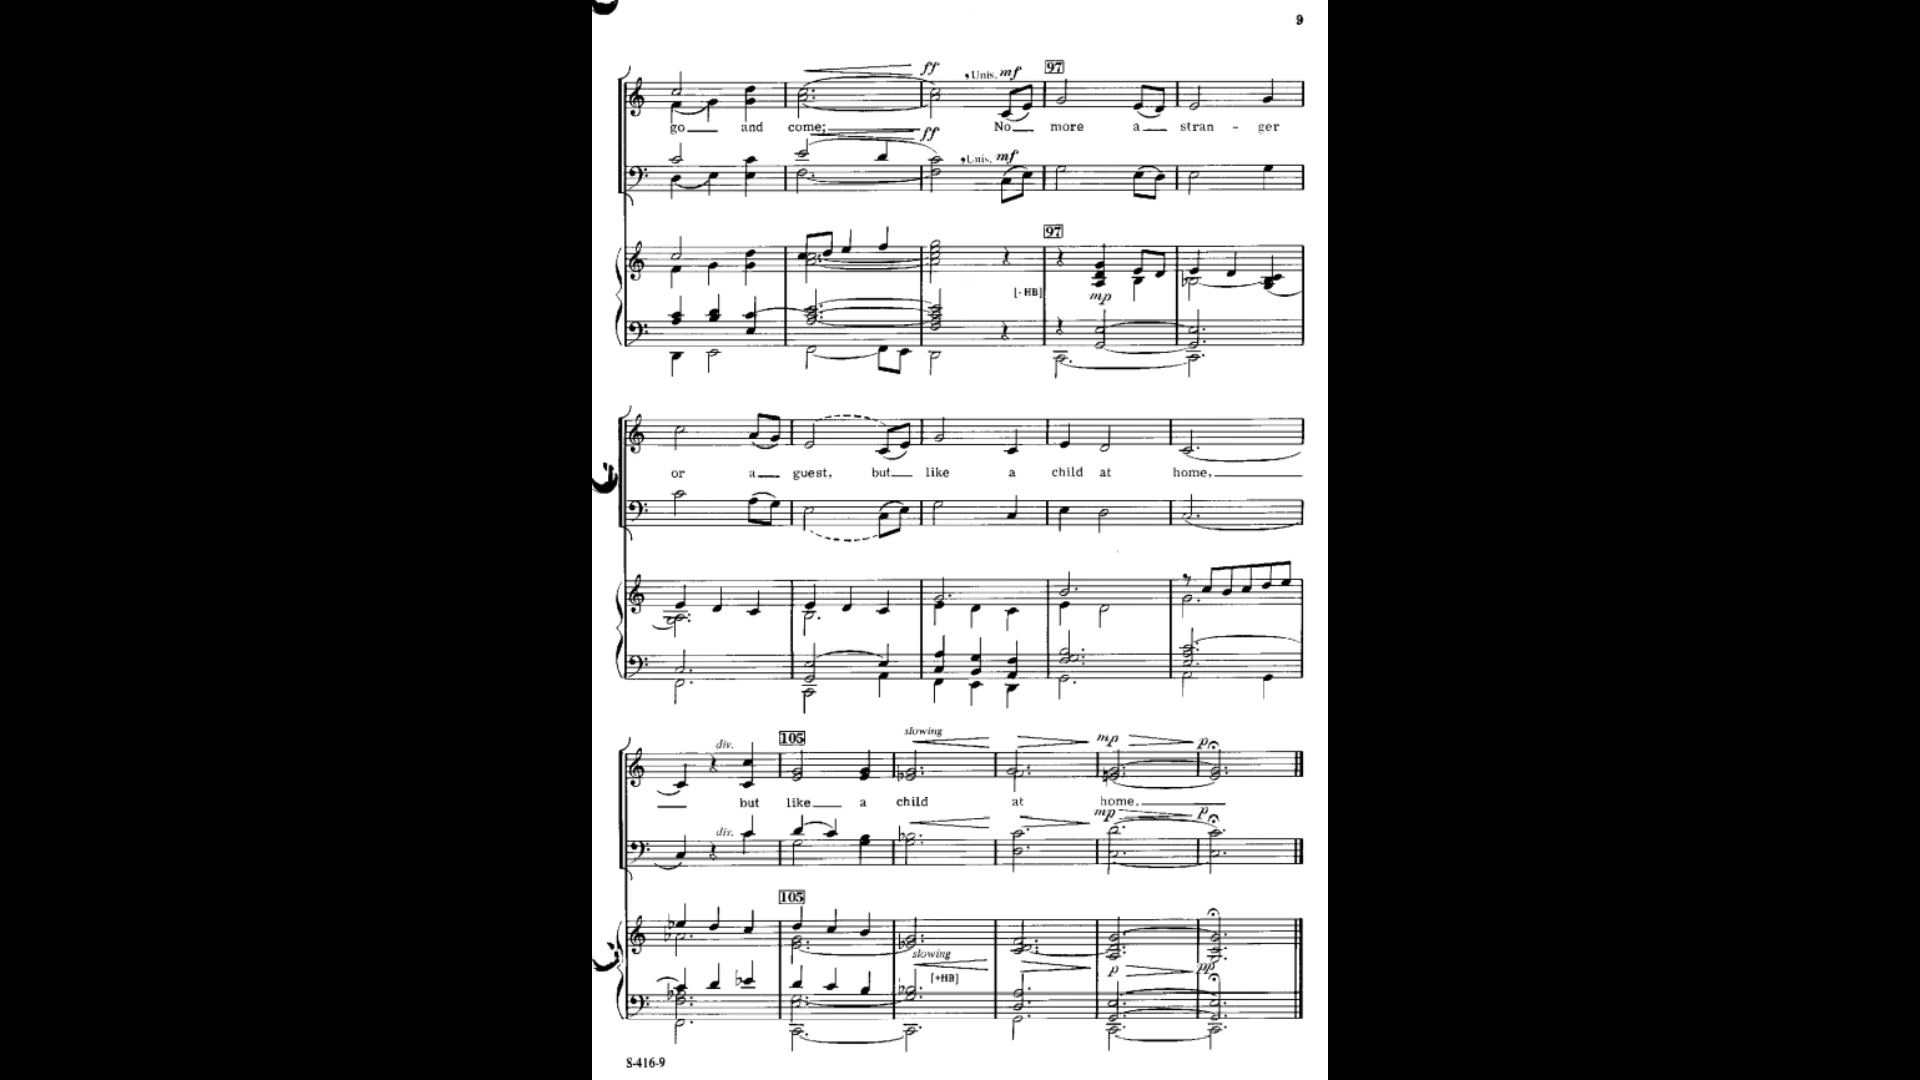 9
ff
, Unis. mf
97
go and come; No more a stran - ger
ff
, Unis. mf
97
[-HB]
mp
or a guest, but like a child at home,
slowing
div. 105 mp p
but like a child at home.
div. mp p
105
slowing
[+HB] p pp
S-416-9